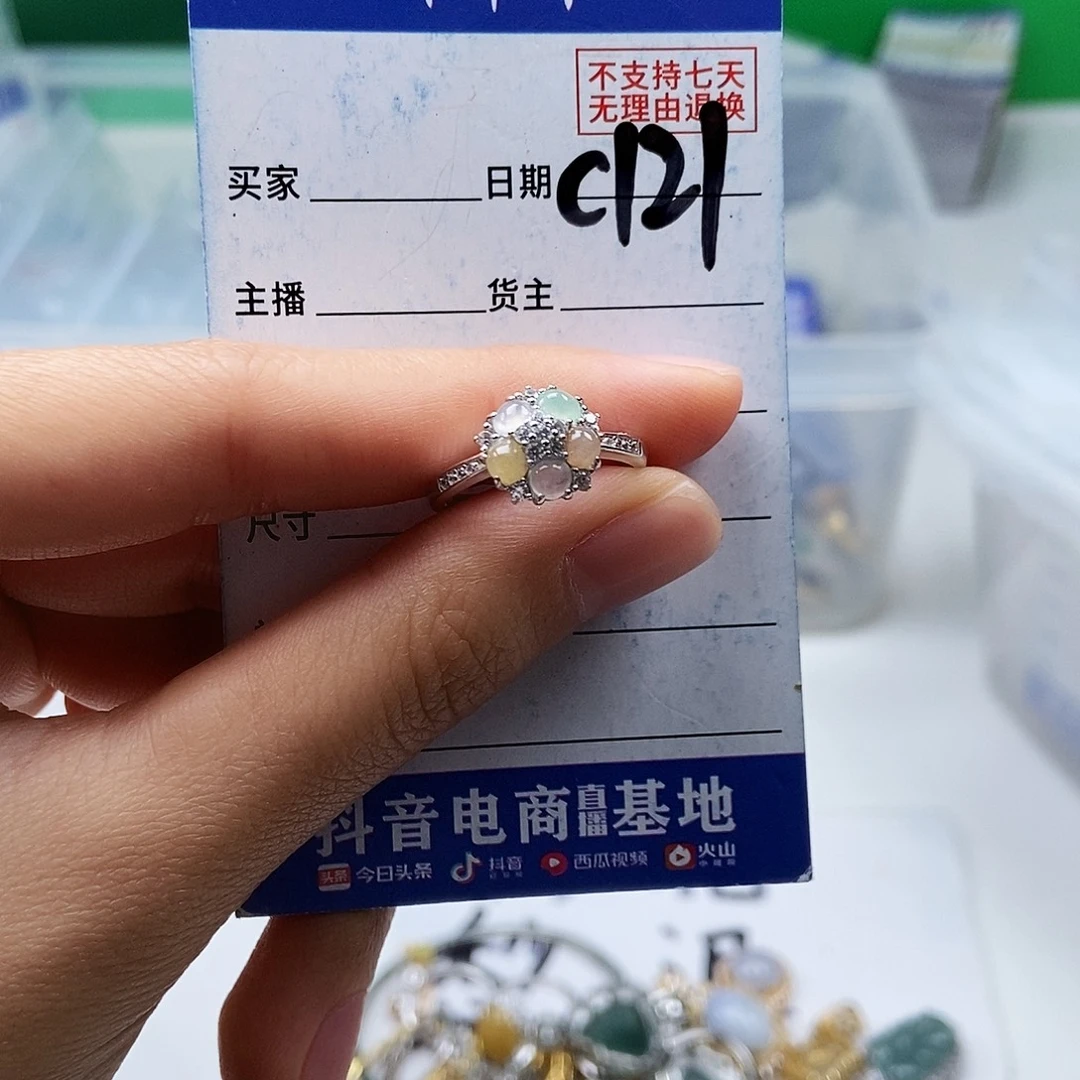 不支持七天
无理由退换
买家 日期 C121
主播 货主
尺寸
抖音电商直播基地
头条 今日头条 抖音 西瓜视频 火山